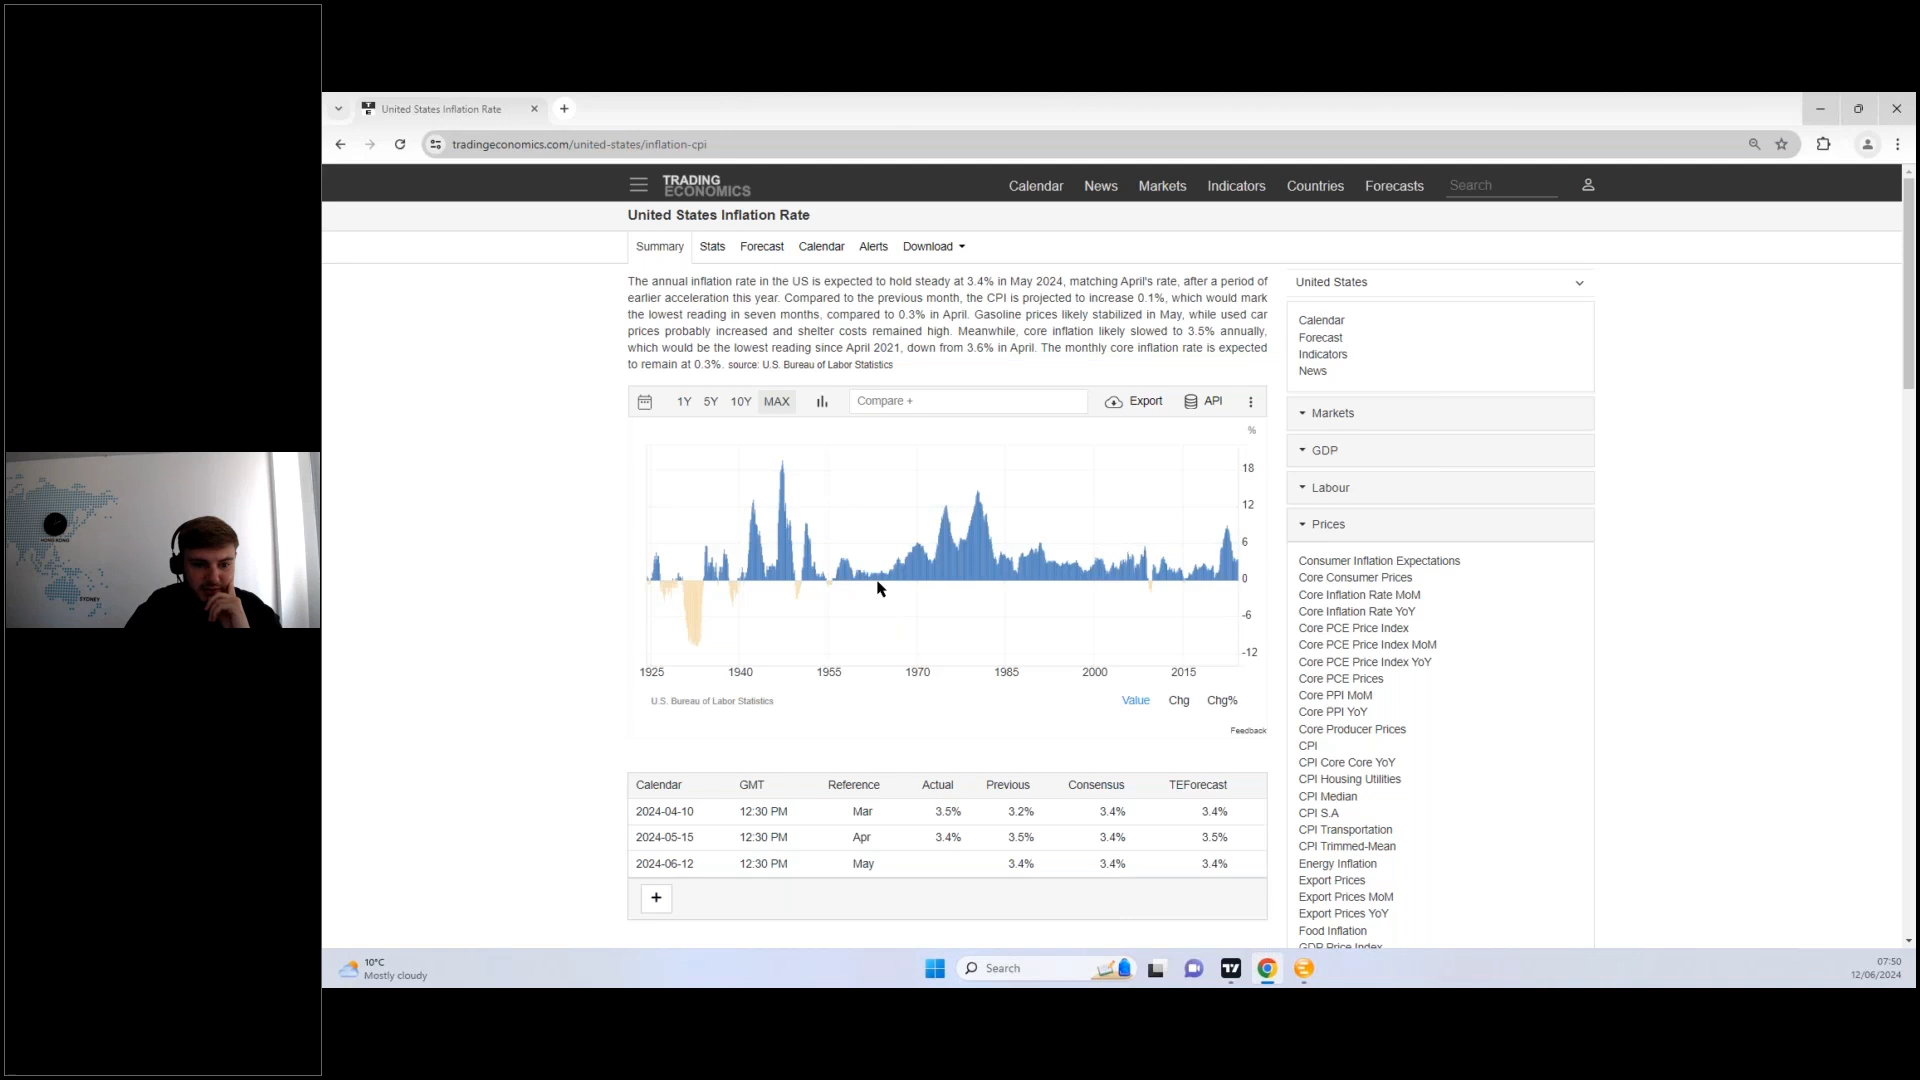 HONG KONG
SYDNEY
United States Inflation Rate
tradingeconomics.com/united-states/inflation-cpi
TRADING
ECONOMICS
Calendar News Markets Indicators Countries Forecasts Search
United States Inflation Rate
Summary Stats Forecast Calendar Alerts Download
The annual inflation rate in the US is expected to hold steady at 3.4% in May 2024, matching April's rate, after a period of
earlier acceleration this year. Compared to the previous month, the CPI is projected to increase 0.1%, which would mark
the lowest reading in seven months, compared to 0.3% in April. Gasoline prices likely stabilized in May, while used car
prices probably increased and shelter costs remained high. Meanwhile, core inflation likely slowed to 3.5% annually,
which would be the lowest reading since April 2021, down from 3.6% in April. The monthly core inflation rate is expected
to remain at 0.3%. source: U.S. Bureau of Labor Statistics
1Y 5Y 10Y MAX Compare + Export API
%
18
12
6
0
-6
-12
1925 1940 1955 1970 1985 2000 2015
U.S. Bureau of Labor Statistics Value Chg Chg%
Feedback
Calendar GMT Reference Actual Previous Consensus TEForecast
2024-04-10 12:30 PM Mar 3.5% 3.2% 3.4% 3.4%
2024-05-15 12:30 PM Apr 3.4% 3.5% 3.4% 3.5%
2024-06-12 12:30 PM May 3.4% 3.4% 3.4%
+
United States
Calendar
Forecast
Indicators
News
Markets
GDP
Labour
Prices
Consumer Inflation Expectations
Core Consumer Prices
Core Inflation Rate MoM
Core Inflation Rate YoY
Core PCE Price Index
Core PCE Price Index MoM
Core PCE Price Index YoY
Core PCE Prices
Core PPI MoM
Core PPI YoY
Core Producer Prices
CPI
CPI Core Core YoY
CPI Housing Utilities
CPI Median
CPI S.A
CPI Transportation
CPI Trimmed-Mean
Energy Inflation
Export Prices
Export Prices MoM
Export Prices YoY
Food Inflation
GDP Price Index
10°C
Mostly cloudy
Search
07:50
12/06/2024